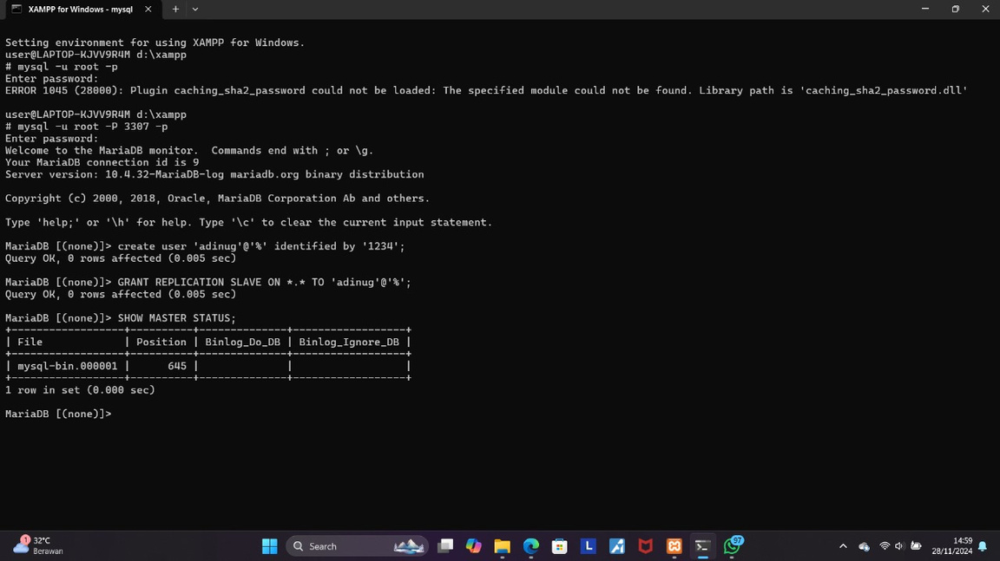 XAMPP for Windows - mysql
Setting environment for using XAMPP for Windows.
user@LAPTOP-KJVV9R4M d:\xampp
# mysql -u root -p
Enter password:
ERROR 1045 (28000): Plugin caching_sha2_password could not be loaded: The specified module could not be found. Library path is 'caching_sha2_password.dll'
user@LAPTOP-KJVV9R4M d:\xampp
# mysql -u root -P 3307 -p
Enter password:
Welcome to the MariaDB monitor.  Commands end with ; or \g.
Your MariaDB connection id is 9
Server version: 10.4.32-MariaDB-log mariadb.org binary distribution
Copyright (c) 2000, 2018, Oracle, MariaDB Corporation Ab and others.
Type 'help;' or '\h' for help. Type '\c' to clear the current input statement.
MariaDB [(none)]> create user 'adinug'@'%' identified by '1234';
Query OK, 0 rows affected (0.005 sec)
MariaDB [(none)]> GRANT REPLICATION SLAVE ON *.* TO 'adinug'@'%';
Query OK, 0 rows affected (0.005 sec)
MariaDB [(none)]> SHOW MASTER STATUS;
+------------------+----------+--------------+------------------+
| File             | Position | Binlog_Do_DB | Binlog_Ignore_DB |
+------------------+----------+--------------+------------------+
| mysql-bin.000001 |      645 |              |                  |
+------------------+----------+--------------+------------------+
1 row in set (0.000 sec)
MariaDB [(none)]>
1
32°C
Berawan
Search
L
97
14:59
28/11/2024